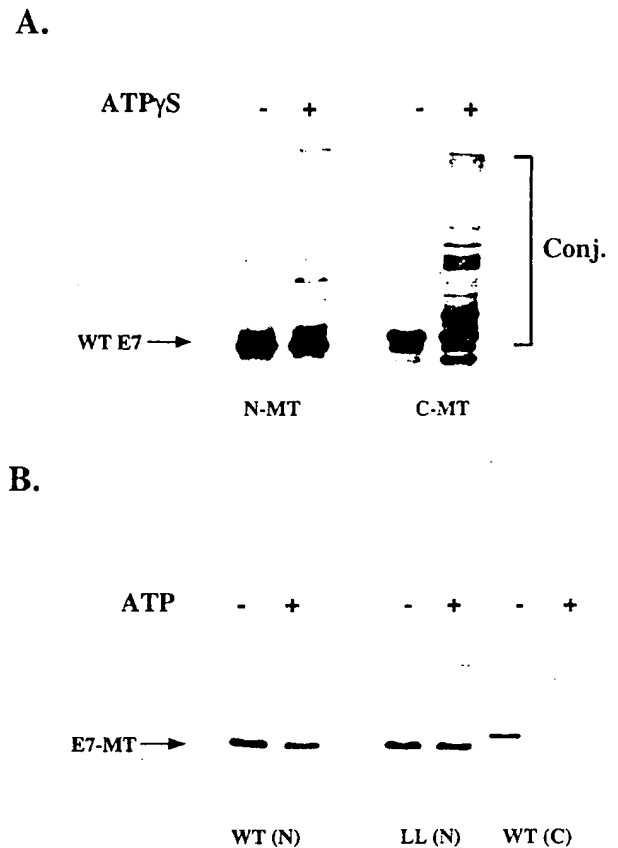 A.
ATPγS - + - +
Conj.
WT E7
N-MT C-MT
B.
ATP - + - + - +
E7-MT
WT (N) LL (N) WT (C)